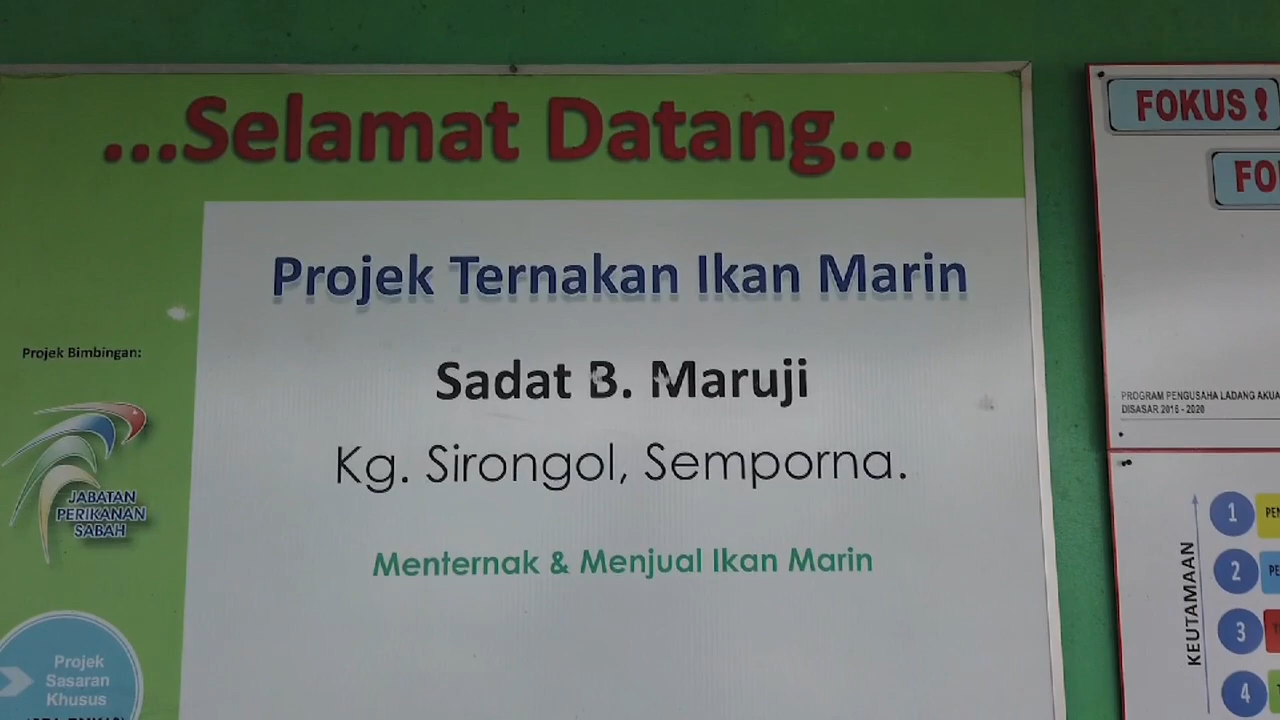 ...Selamat Datang...
Projek Ternakan Ikan Marin
Sadat B. Maruji
Kg. Sirongol, Semporna.
Menternak & Menjual Ikan Marin
Projek Bimbingan:
JABATAN
PERIKANAN
SABAH
Projek
Sasaran
Khusus
FOKUS !
PROGRAM PENGUSAHA LADANG
DISASAR 2016 - 2020
KEUTAMAAN
1
2
3
4